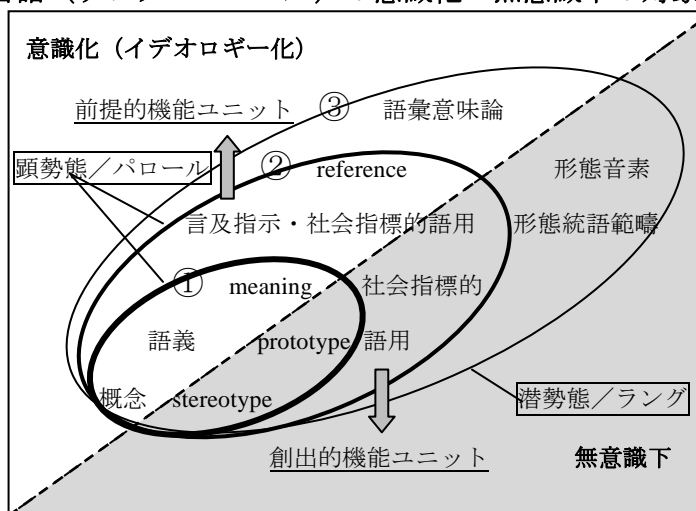 意識化（イデオロギー化）
前提的機能ユニット ③ 語彙意味論
顕勢態／パロール ② reference 形態音素
言及指示・社会指標的語用 形態統語範疇
① meaning 社会指標的
語義 prototype 語用
概念 stereotype 潜勢態／ラング
創出的機能ユニット 無意識下